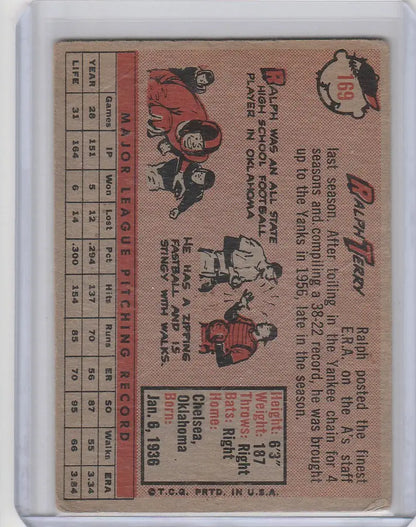 169
RALPH TERRY
Ralph posted the finest
E.R.A. on the A's staff
last season. After toiling in the Yankee chain for 4
seasons and compiling a 38-22 record, he was brought
up to the Yanks in 1956, late in the season.
RALPH WAS AN ALL STATE
HIGH SCHOOL FOOTBALL
PLAYER IN OKLAHOMA
HE HAS A ZIPPING
FASTBALL AND IS
STINGY WITH WALKS.
Height: 6'3"
Weight: 187
Throws: Right
Bats: Right
Home:
Chelsea,
Oklahoma
Born:
Jan. 6, 1936
MAJOR LEAGUE PITCHING RECORD
Games IP Won Lost Pct Hits Runs ER SO Walks ERA
YEAR 28 151 5 12 .294 137 70 56 87 55 3.34
LIFE 31 164 6 14 .300 154 85 70 95 66 3.84
© T.C.G. PRTD. IN U.S.A.